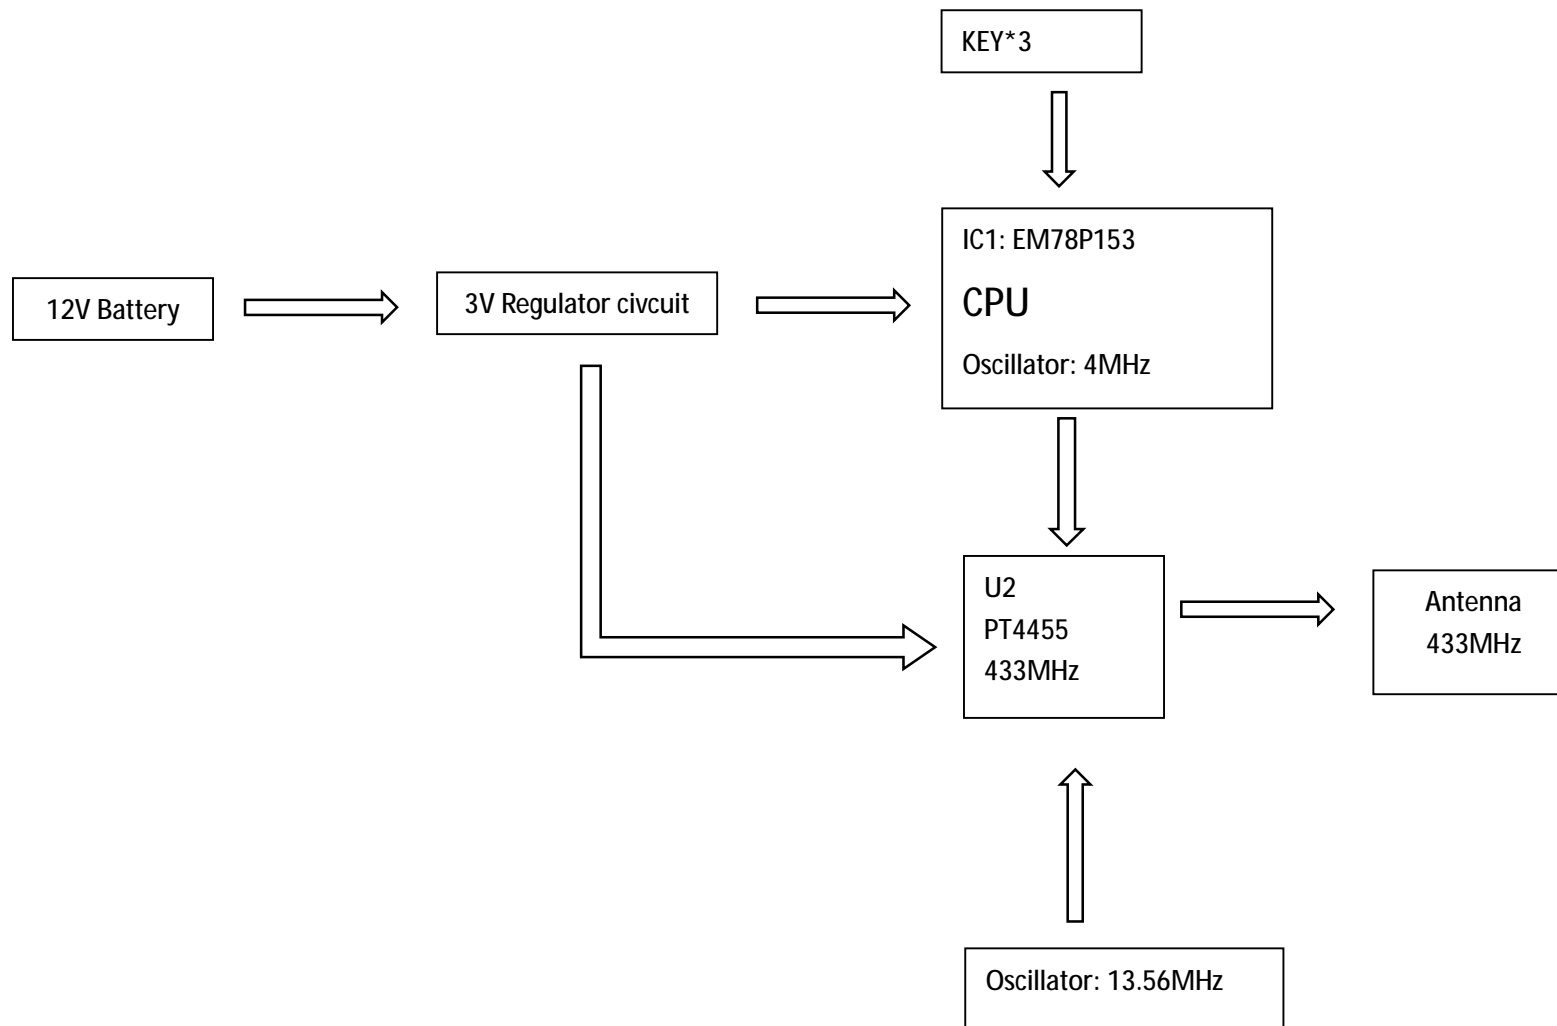 KEY*3
IC1: EM78P153
CPU
Oscillator: 4MHz
12V Battery
3V Regulator civcuit
U2
PT4455
433MHz
Antenna
433MHz
Oscillator: 13.56MHz